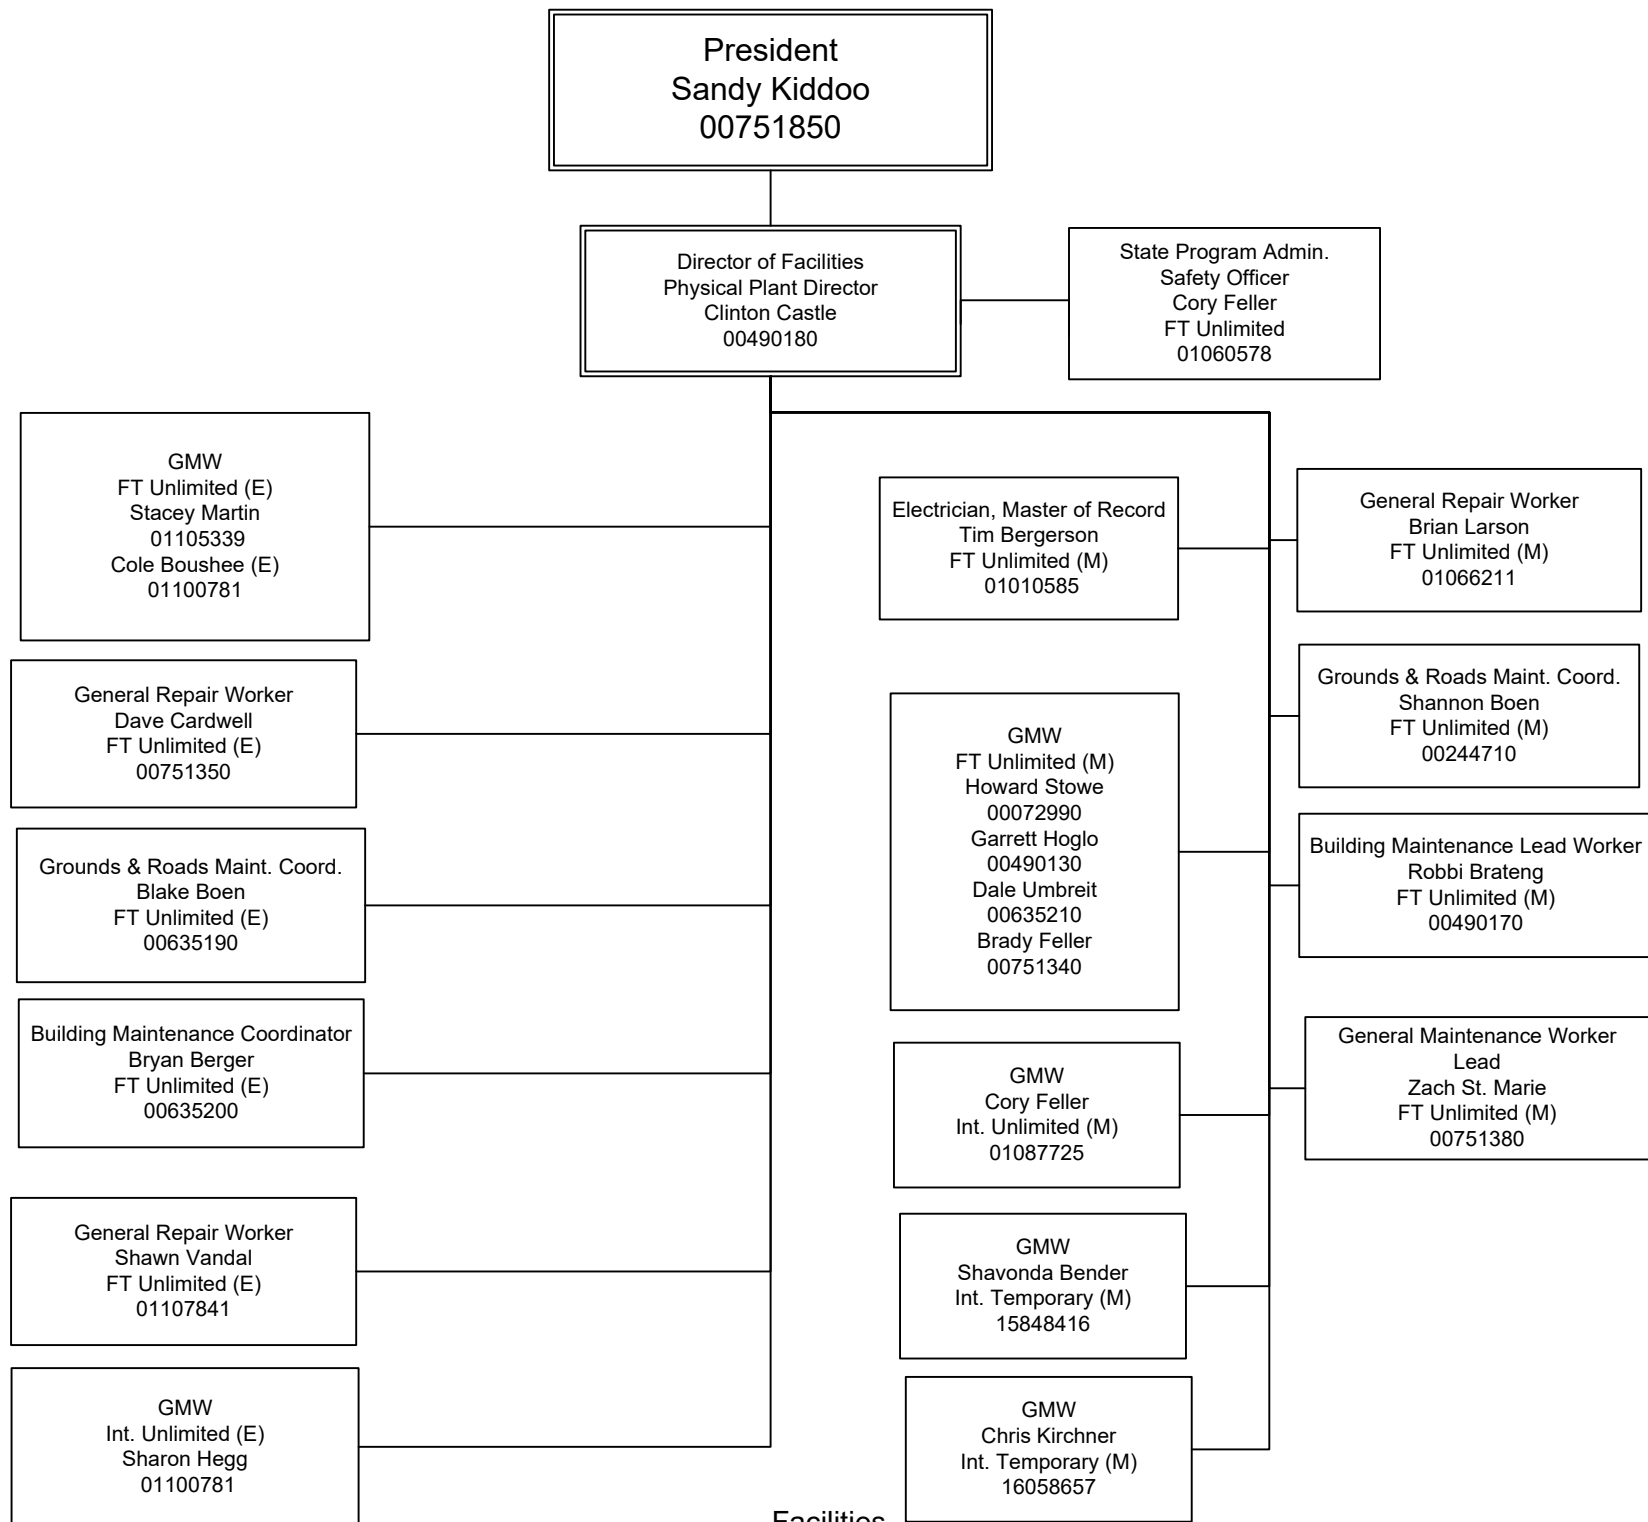 President
Sandy Kiddoo
00751850
Director of Facilities
Physical Plant Director
Clinton Castle
00490180
State Program Admin.
Safety Officer
Cory Feller
FT Unlimited
01060578
GMW
FT Unlimited (E)
Stacey Martin
01105339
Cole Boushee (E)
01100781
General Repair Worker
Dave Cardwell
FT Unlimited (E)
00751350
Grounds & Roads Maint. Coord.
Blake Boen
FT Unlimited (E)
00635190
Building Maintenance Coordinator
Bryan Berger
FT Unlimited (E)
00635200
General Repair Worker
Shawn Vandal
FT Unlimited (E)
01107841
GMW
Int. Unlimited (E)
Sharon Hegg
01100781
Electrician, Master of Record
Tim Bergerson
FT Unlimited (M)
01010585
GMW
FT Unlimited (M)
Howard Stowe
00072990
Garrett Hoglo
00490130
Dale Umbreit
00635210
Brady Feller
00751340
GMW
Cory Feller
Int. Unlimited (M)
01087725
GMW
Shavonda Bender
Int. Temporary (M)
15848416
GMW
Chris Kirchner
Int. Temporary (M)
16058657
General Repair Worker
Brian Larson
FT Unlimited (M)
01066211
Grounds & Roads Maint. Coord.
Shannon Boen
FT Unlimited (M)
00244710
Building Maintenance Lead Worker
Robbi Brateng
FT Unlimited (M)
00490170
General Maintenance Worker
Lead
Zach St. Marie
FT Unlimited (M)
00751380
Facilities